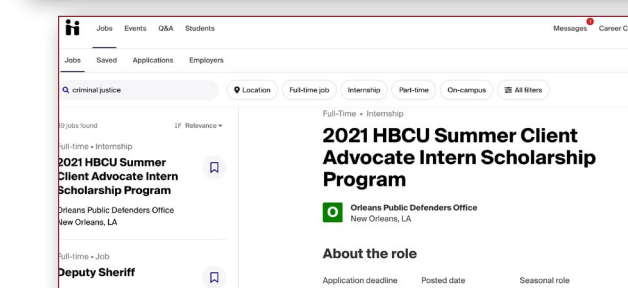 Jobs Events Q&A Students
Messages 1 Career C
Jobs Saved Applications Employers
criminal justice
Location Full-time job Internship Part-time On-campus All filters
9 jobs found Relevance
Full-time • Internship
2021 HBCU Summer
Client Advocate Intern
Scholarship Program
Orleans Public Defenders Office
New Orleans, LA
Full-time • Job
Deputy Sheriff
Full-Time • Internship
2021 HBCU Summer Client
Advocate Intern Scholarship
Program
O
Orleans Public Defenders Office
New Orleans, LA
About the role
Application deadline Posted date Seasonal role